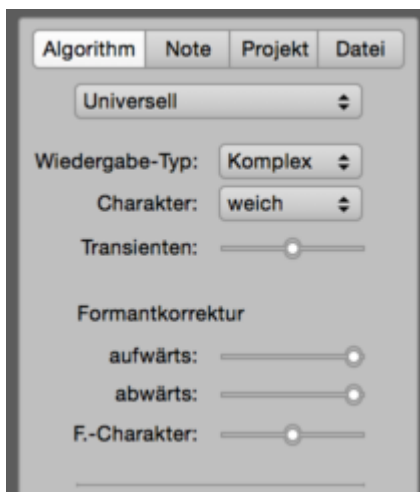 Algorithm Note Projekt Datei
Universell
Wiedergabe-Typ: Komplex
Charakter: weich
Transienten:
Formantkorrektur
aufwärts:
abwärts:
F.-Charakter: